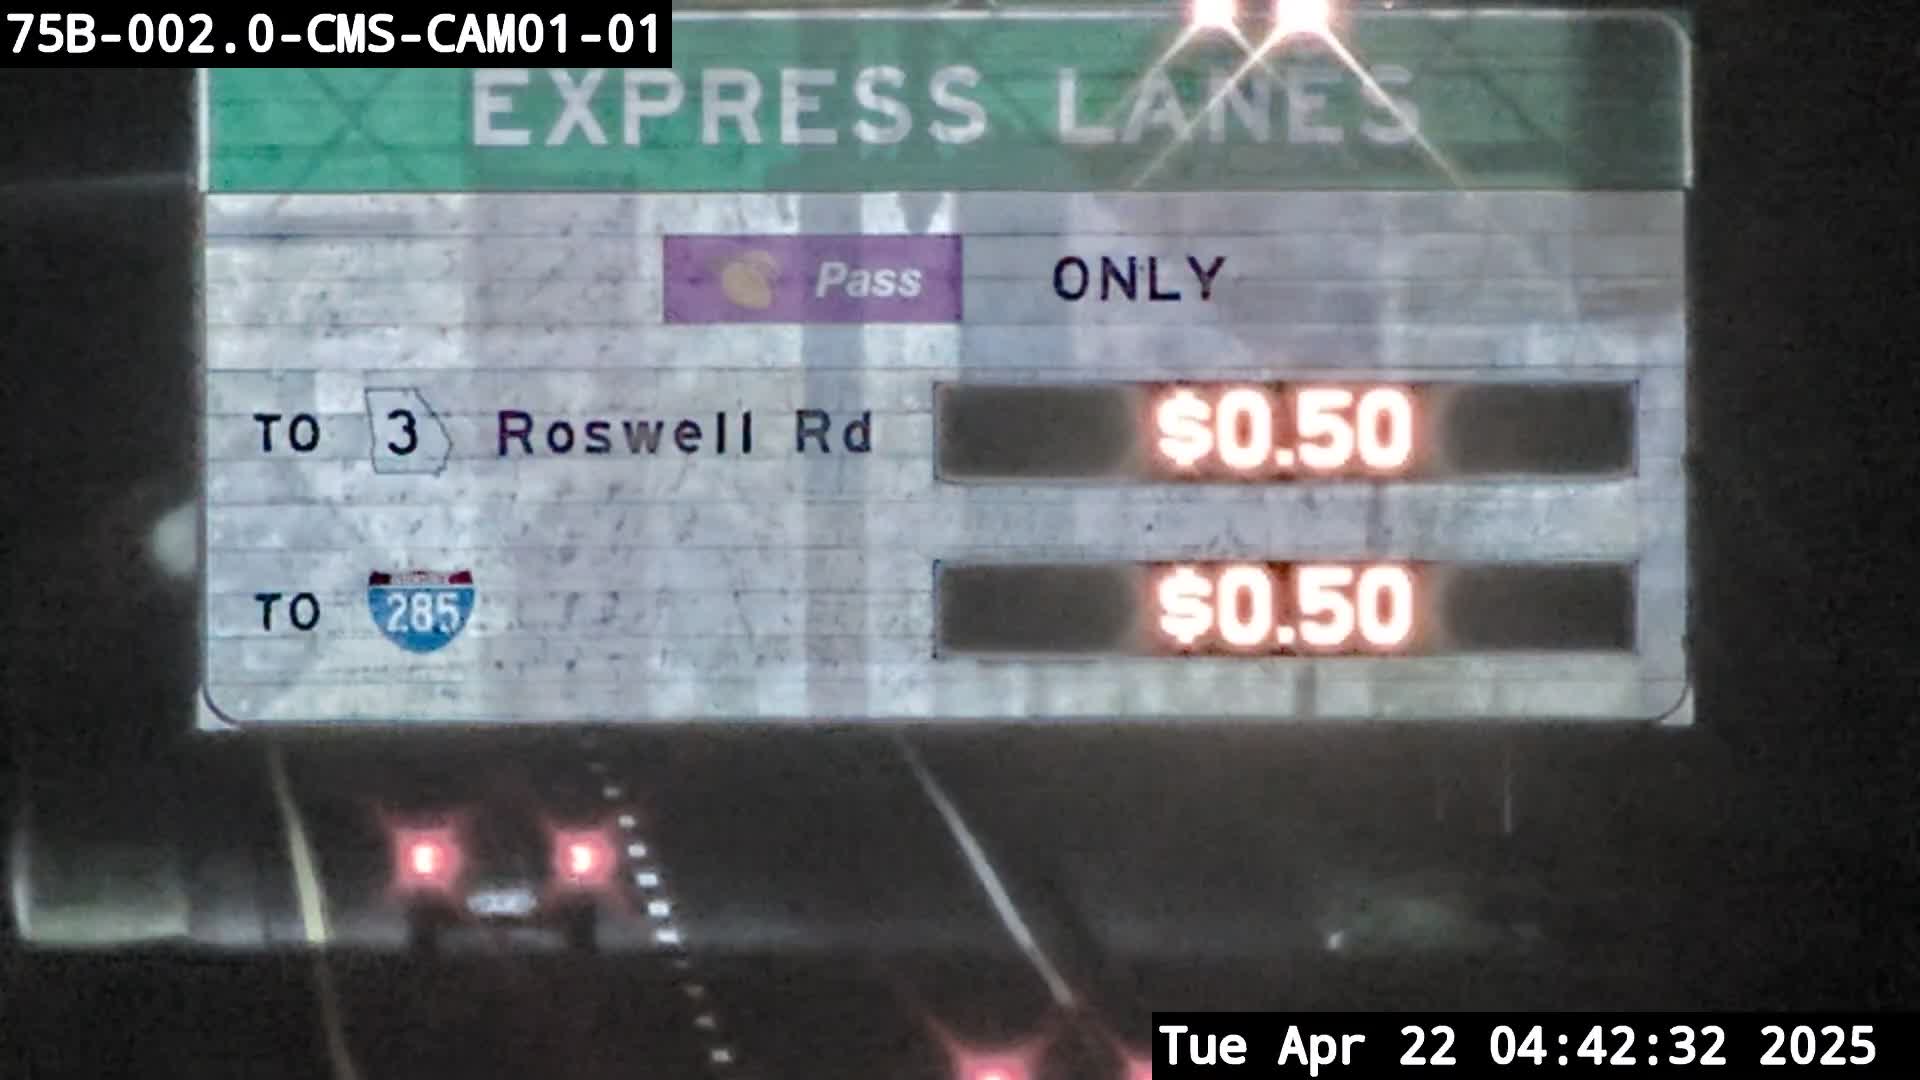 75B-002.0-CMS-CAM01-01
EXPRESS LANES
Pass ONLY
TO 3 Roswell Rd $0.50
TO 285 $0.50
Tue Apr 22 04:42:32 2025